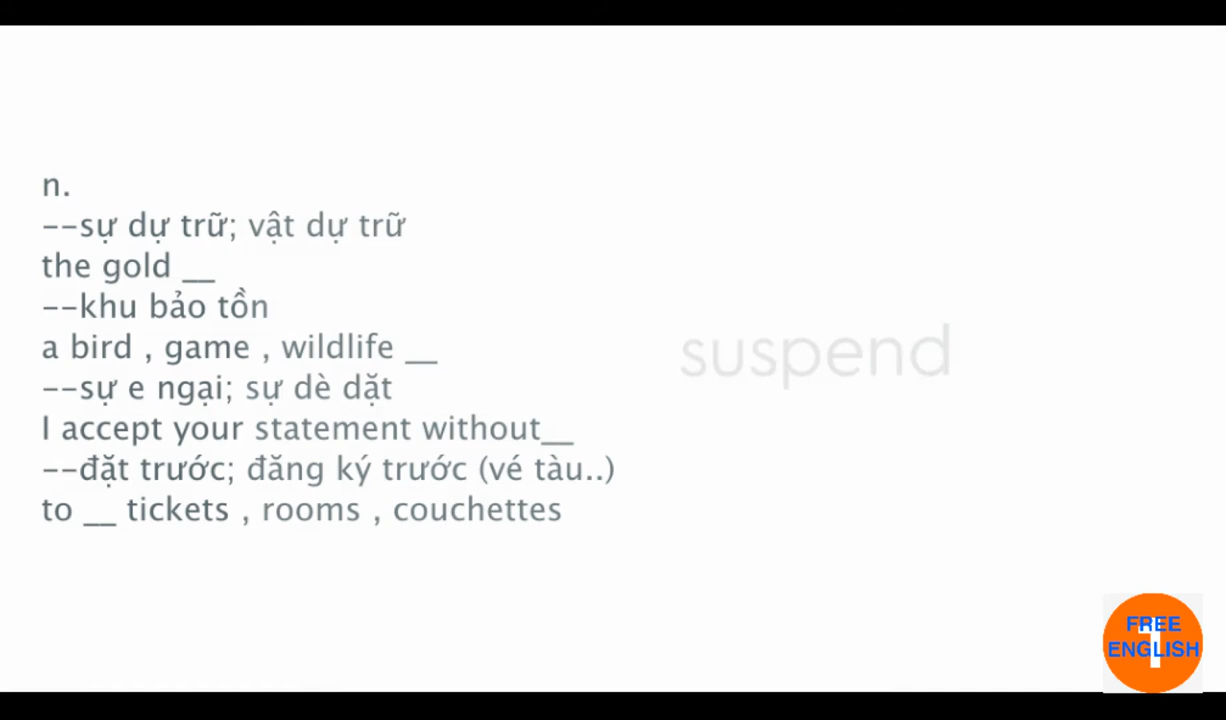 n.
--sự dự trữ; vật dự trữ
the gold __
--khu bảo tồn
a bird , game , wildlife __
--sự e ngại; sự dè dặt
I accept your statement without__
--đặt trước; đăng ký trước (vé tàu..)
to __ tickets , rooms , couchettes
suspend
FREE
1
ENGLISH